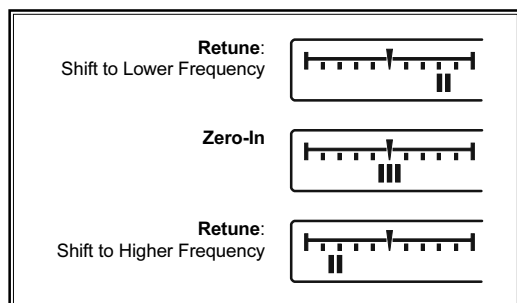 Retune:
Shift to Lower Frequency
Zero-In
Retune:
Shift to Higher Frequency